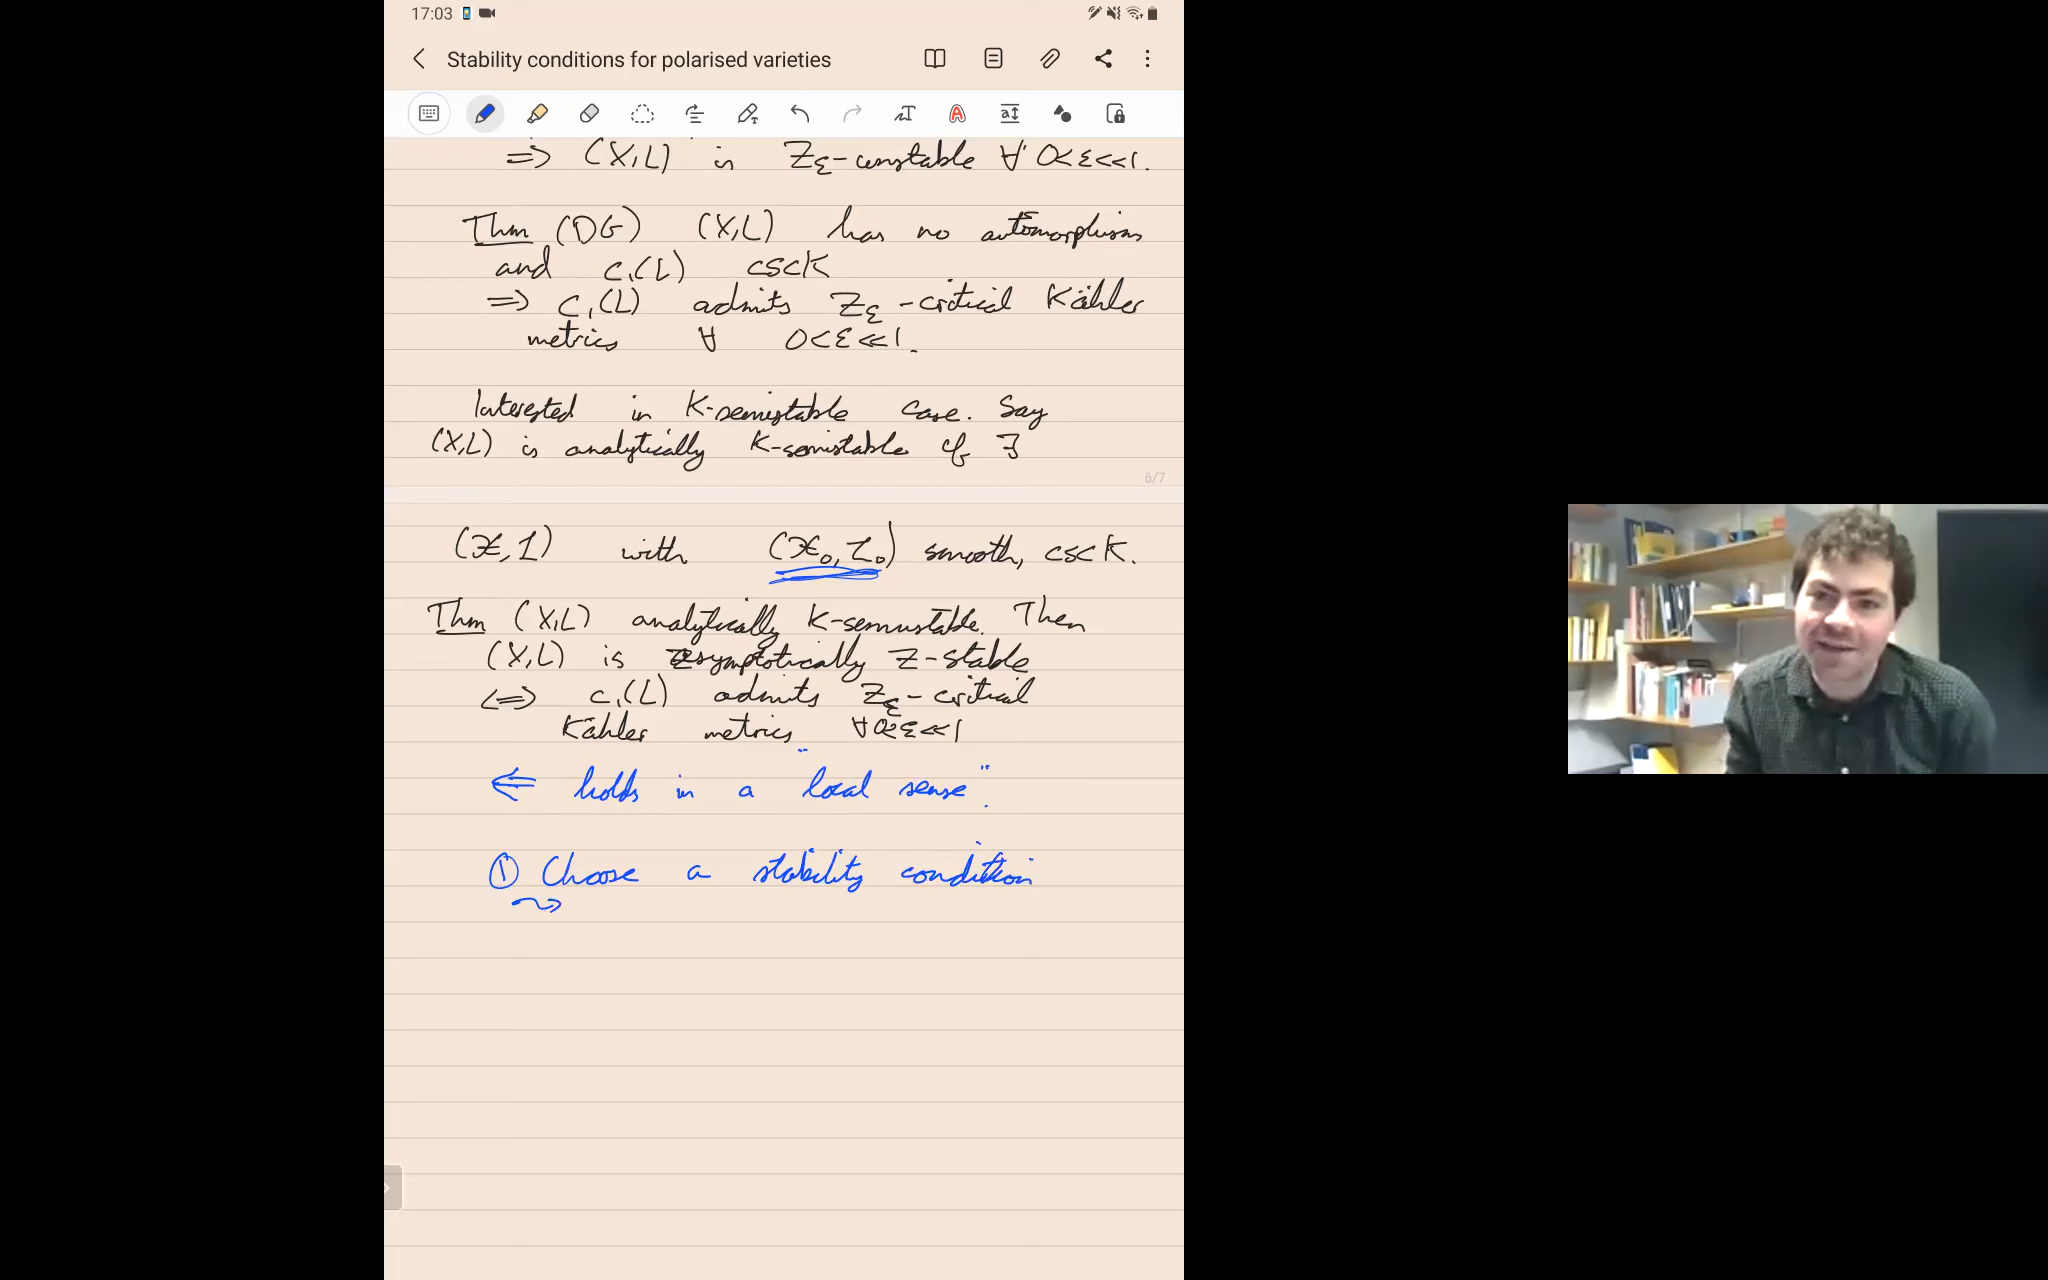 17:03
Stability conditions for polarised varieties
⇒ (X,L) is Z_ε-unstable ∀ 0<ε<<1.
Thm (DG) (X,L) has no automorphisms
and c₁(L) cscK
⇒ c₁(L) admits Z_ε-critical Kähler
metrics ∀ 0<ε≪1.
Interested in K-semistable case. Say
(X,L) is analytically K-semistable if ∃
6/7
(𝒳,ℒ) with (𝒳₀,ℒ₀) smooth, cscK.
Thm (X,L) analytically K-semistable. Then
(X,L) is asymptotically Z-stable
⇔ c₁(L) admits Z_ε-critical
Kähler metrics ∀ 0<ε≪1
⇐ holds in a "local sense".
① Choose a "stability condition"
⇝